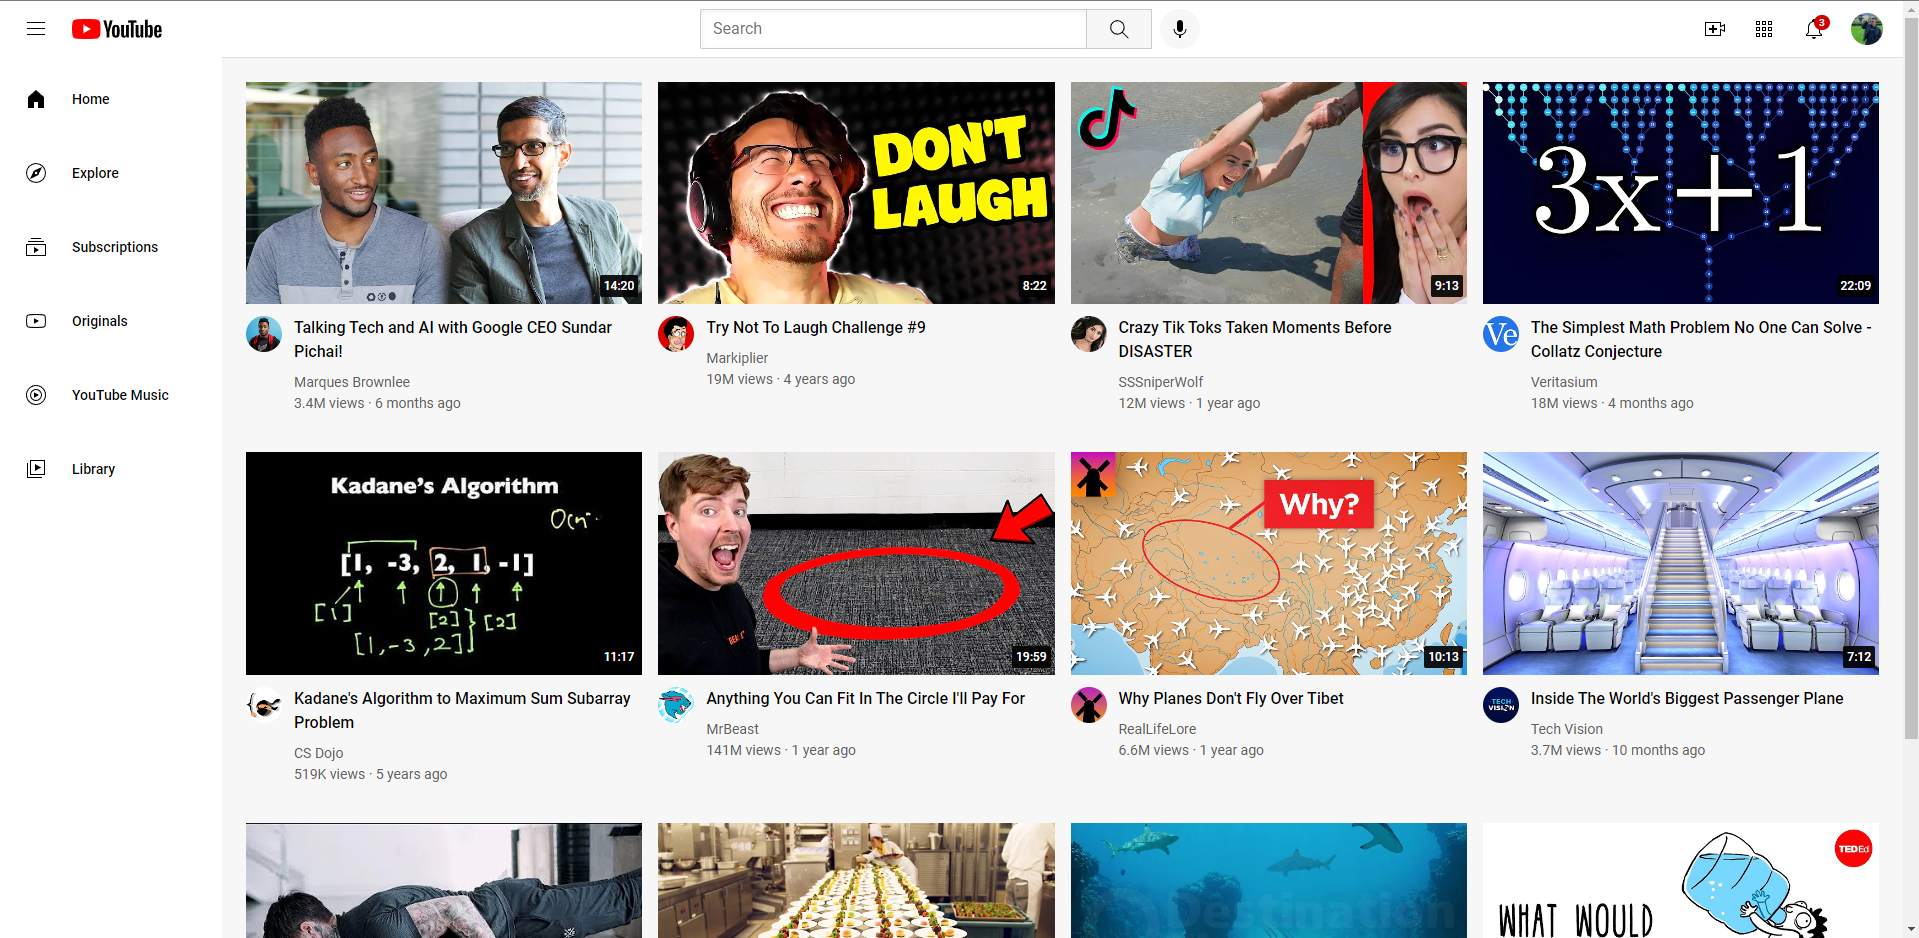 YouTube
Search
3
Home
Explore
Subscriptions
Originals
YouTube Music
Library
14:20
Talking Tech and AI with Google CEO Sundar
Pichai!
Marques Brownlee
3.4M views · 6 months ago
DON'T
LAUGH
8:22
Try Not To Laugh Challenge #9
Markiplier
19M views · 4 years ago
9:13
Crazy Tik Toks Taken Moments Before
DISASTER
SSSniperWolf
12M views · 1 year ago
3x+1
22:09
Ve
The Simplest Math Problem No One Can Solve -
Collatz Conjecture
Veritasium
18M views · 4 months ago
Kadane's Algorithm
[1, -3, 2, 1, -1]
[1]
[2]
[2]
[1,-3,2]
11:17
Kadane's Algorithm to Maximum Sum Subarray
Problem
CS Dojo
519K views · 5 years ago
19:59
Anything You Can Fit In The Circle I'll Pay For
MrBeast
141M views · 1 year ago
Why?
10:13
Why Planes Don't Fly Over Tibet
RealLifeLore
6.6M views · 1 year ago
7:12
TECH
VISION
Inside The World's Biggest Passenger Plane
Tech Vision
3.7M views · 10 months ago
Destination
TEDEd
WHAT WOULD